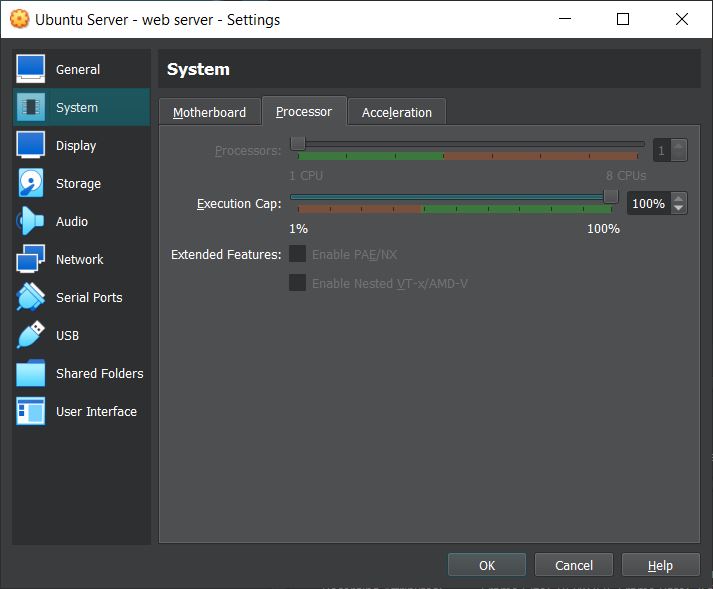 Ubuntu Server - web server - Settings
General
System
Display
Storage
Audio
Network
Serial Ports
USB
Shared Folders
User Interface
System
Motherboard
Processor
Acceleration
Processors:
1
1 CPU
8 CPUs
Execution Cap:
100%
1%
100%
Extended Features:
Enable PAE/NX
Enable Nested VT-x/AMD-V
OK
Cancel
Help